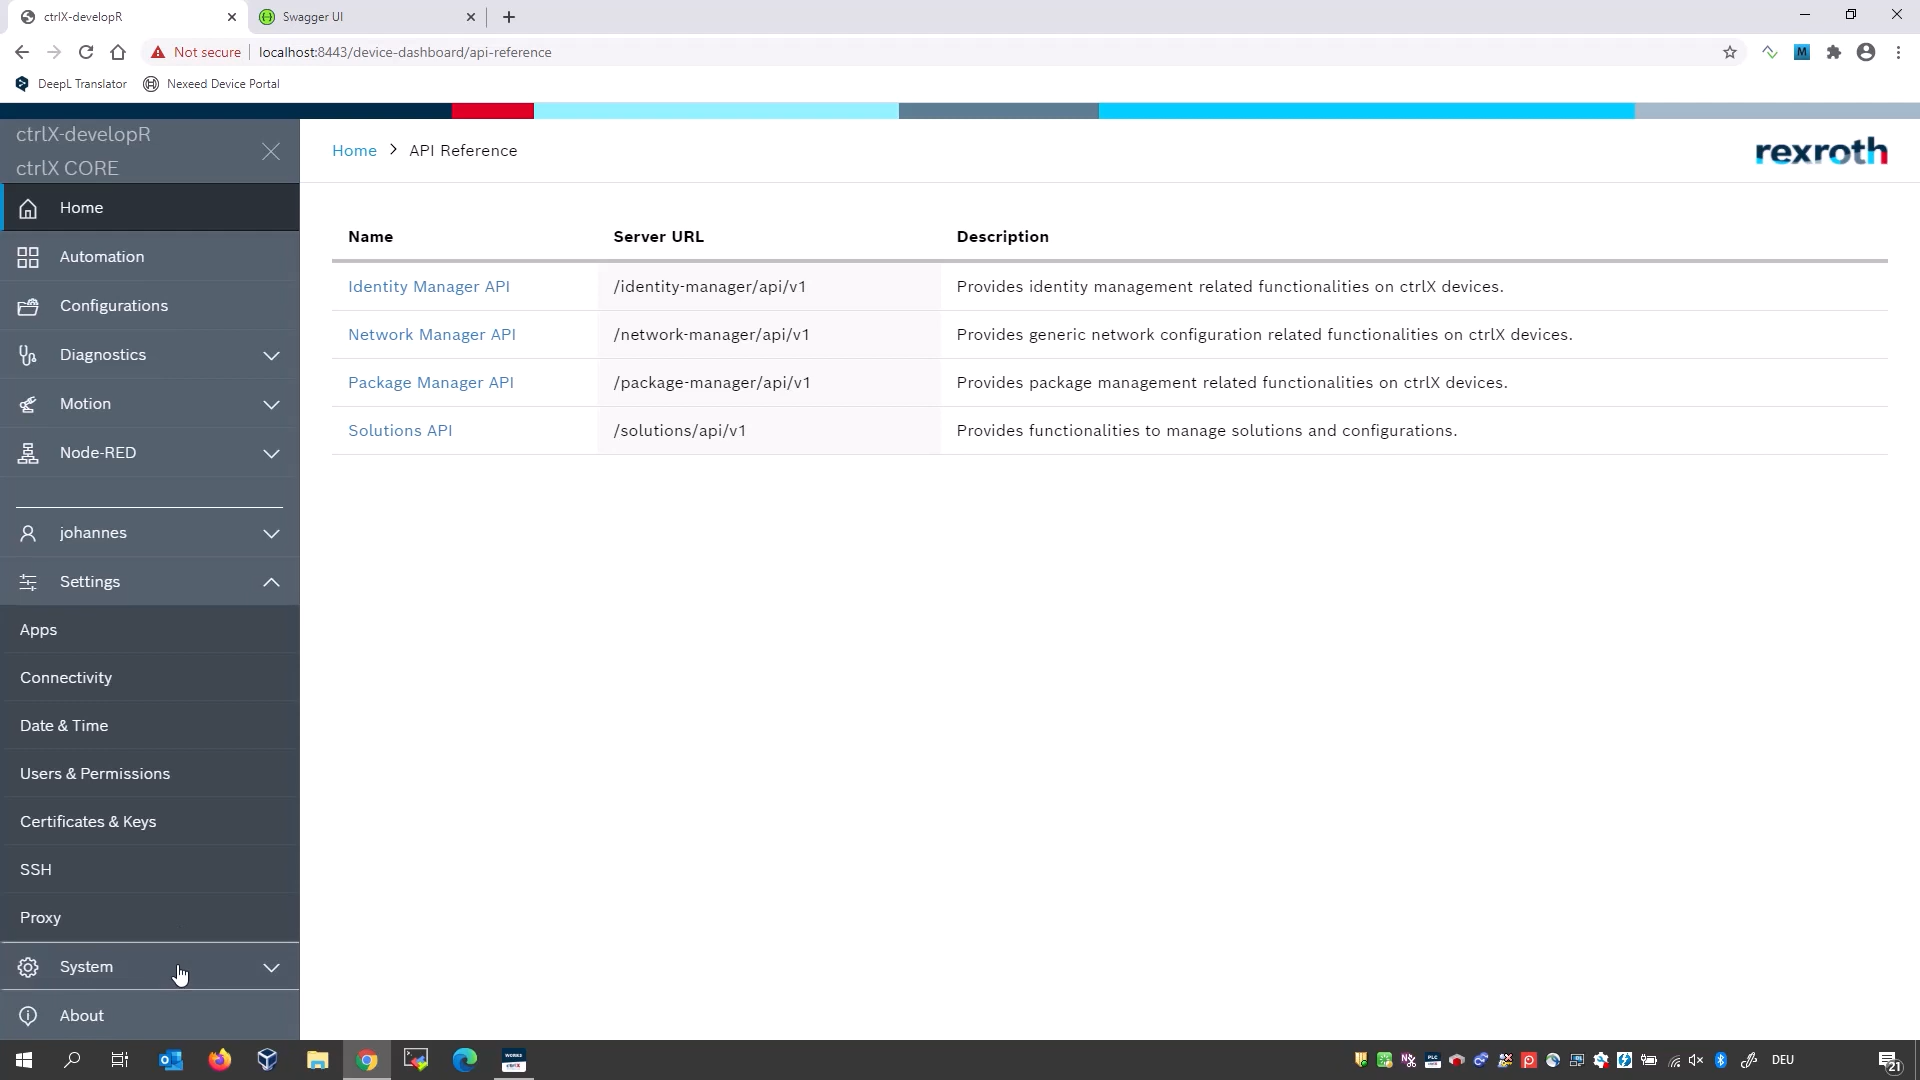 ctrlX-developR
Swagger UI
Not secure
localhost:8443/device-dashboard/api-reference
M
DeepL Translator
Nexeed Device Portal
ctrlX-developR
ctrlX CORE
Home
Automation
Configurations
Diagnostics
Motion
Node-RED
johannes
Settings
Apps
Connectivity
Date & Time
Users & Permissions
Certificates & Keys
SSH
Proxy
System
About
Home > API Reference
rexroth
Name Server URL Description
Identity Manager API /identity-manager/api/v1 Provides identity management related functionalities on ctrlX devices.
Network Manager API /network-manager/api/v1 Provides generic network configuration related functionalities on ctrlX devices.
Package Manager API /package-manager/api/v1 Provides package management related functionalities on ctrlX devices.
Solutions API /solutions/api/v1 Provides functionalities to manage solutions and configurations.
WORKS
DEU
21